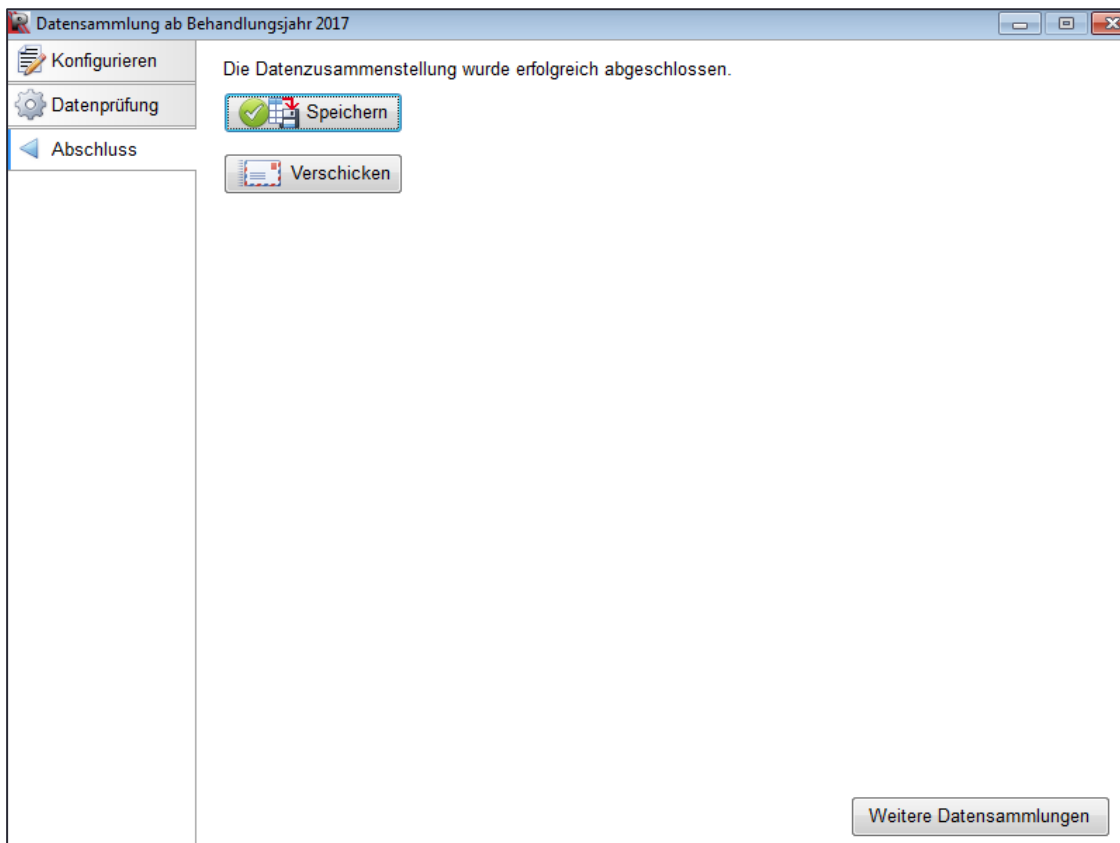 Datensammlung ab Behandlungsjahr 2017
Konfigurieren
Datenprüfung
Abschluss
Die Datenzusammenstellung wurde erfolgreich abgeschlossen.
Speichern
Verschicken
Weitere Datensammlungen